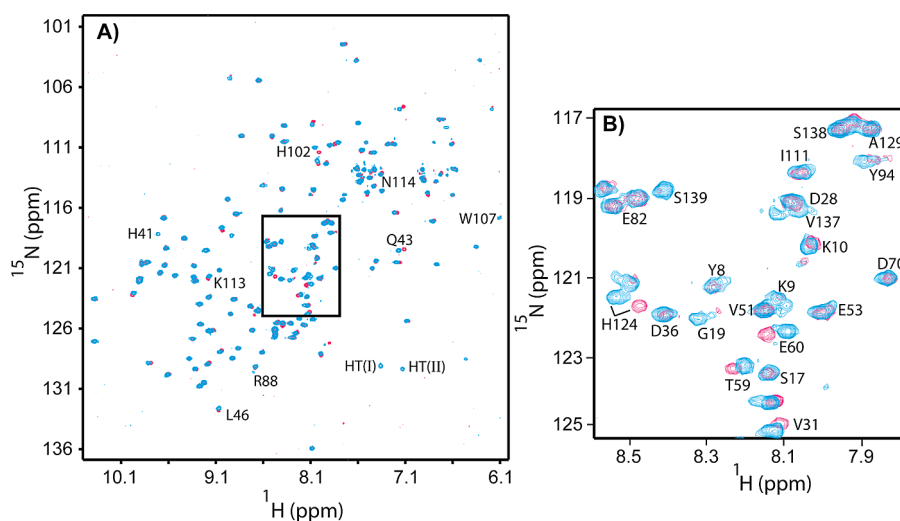 A)
101
106
111
116
121
126
131
136
15N (ppm)
H102
N114
W107
H41
Q43
K113
HT(I)
HT(II)
R88
L46
10.1
9.1
8.1
7.1
6.1
1H (ppm)
B)
117
119
121
123
125
15N (ppm)
S138
A129
I111
Y94
S139
D28
E82
V137
K10
D70
Y8
K9
V51
E53
H124
D36
G19
E60
T59
S17
V31
8.5
8.3
8.1
7.9
1H (ppm)